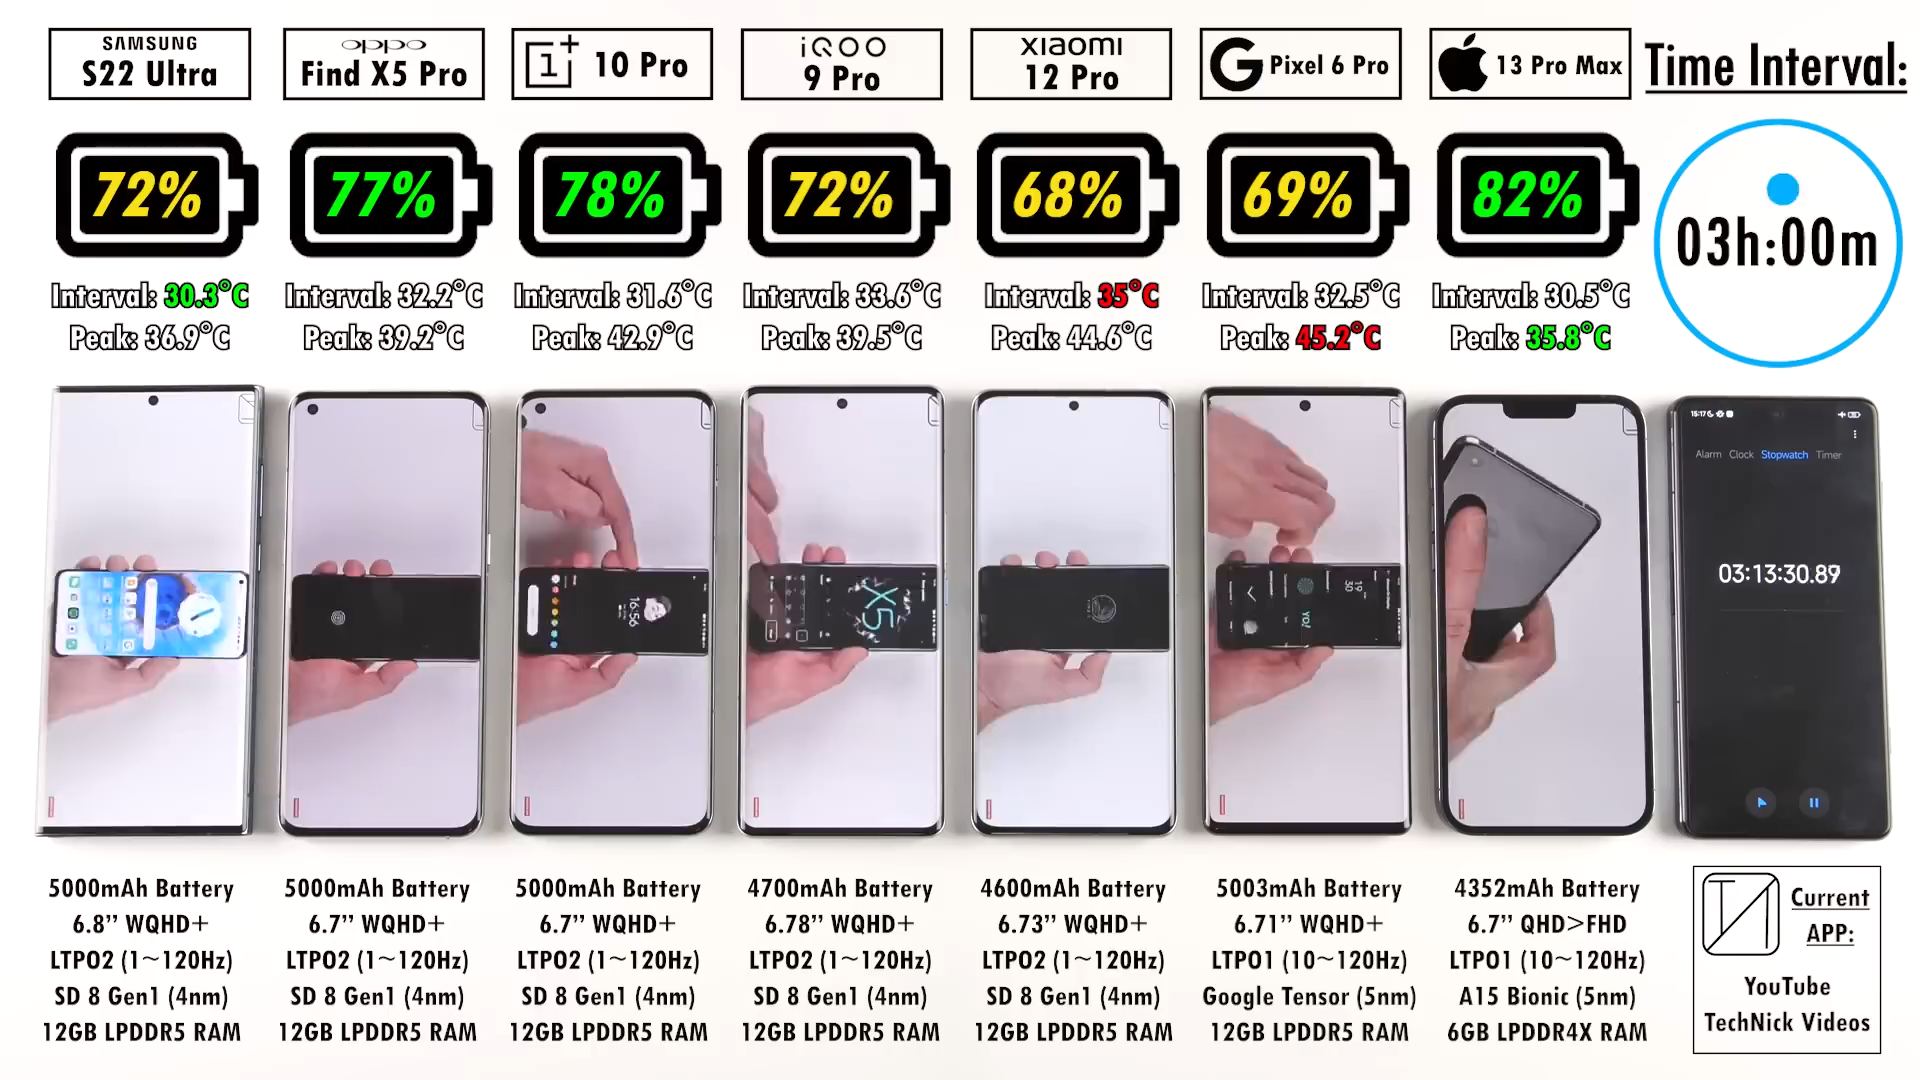 SAMSUNG
S22 Ultra
oppo
Find X5 Pro
1+ 10 Pro
iQOO
9 Pro
xiaomi
12 Pro
G Pixel 6 Pro
13 Pro Max
Time Interval:
72%
77%
78%
72%
68%
69%
82%
03h:00m
Interval: 30.3°C
Peak: 36.9°C
Interval: 32.2°C
Peak: 39.2°C
Interval: 31.6°C
Peak: 42.9°C
Interval: 33.6°C
Peak: 39.5°C
Interval: 35°C
Peak: 44.6°C
Interval: 32.5°C
Peak: 45.2°C
Interval: 30.5°C
Peak: 35.8°C
16:56
X5
YO!
19
30
15:17
Alarm Clock Stopwatch Timer
03:13:30.89
5000mAh Battery
6.8’’ WQHD+
LTPO2 (1~120Hz)
SD 8 Gen1 (4nm)
12GB LPDDR5 RAM
5000mAh Battery
6.7’’ WQHD+
LTPO2 (1~120Hz)
SD 8 Gen1 (4nm)
12GB LPDDR5 RAM
5000mAh Battery
6.7’’ WQHD+
LTPO2 (1~120Hz)
SD 8 Gen1 (4nm)
12GB LPDDR5 RAM
4700mAh Battery
6.78’’ WQHD+
LTPO2 (1~120Hz)
SD 8 Gen1 (4nm)
12GB LPDDR5 RAM
4600mAh Battery
6.73’’ WQHD+
LTPO2 (1~120Hz)
SD 8 Gen1 (4nm)
12GB LPDDR5 RAM
5003mAh Battery
6.71’’ WQHD+
LTPO1 (10~120Hz)
Google Tensor (5nm)
12GB LPDDR5 RAM
4352mAh Battery
6.7’’ QHD>FHD
LTPO1 (10~120Hz)
A15 Bionic (5nm)
6GB LPDDR4X RAM
Current
APP:
YouTube
TechNick Videos